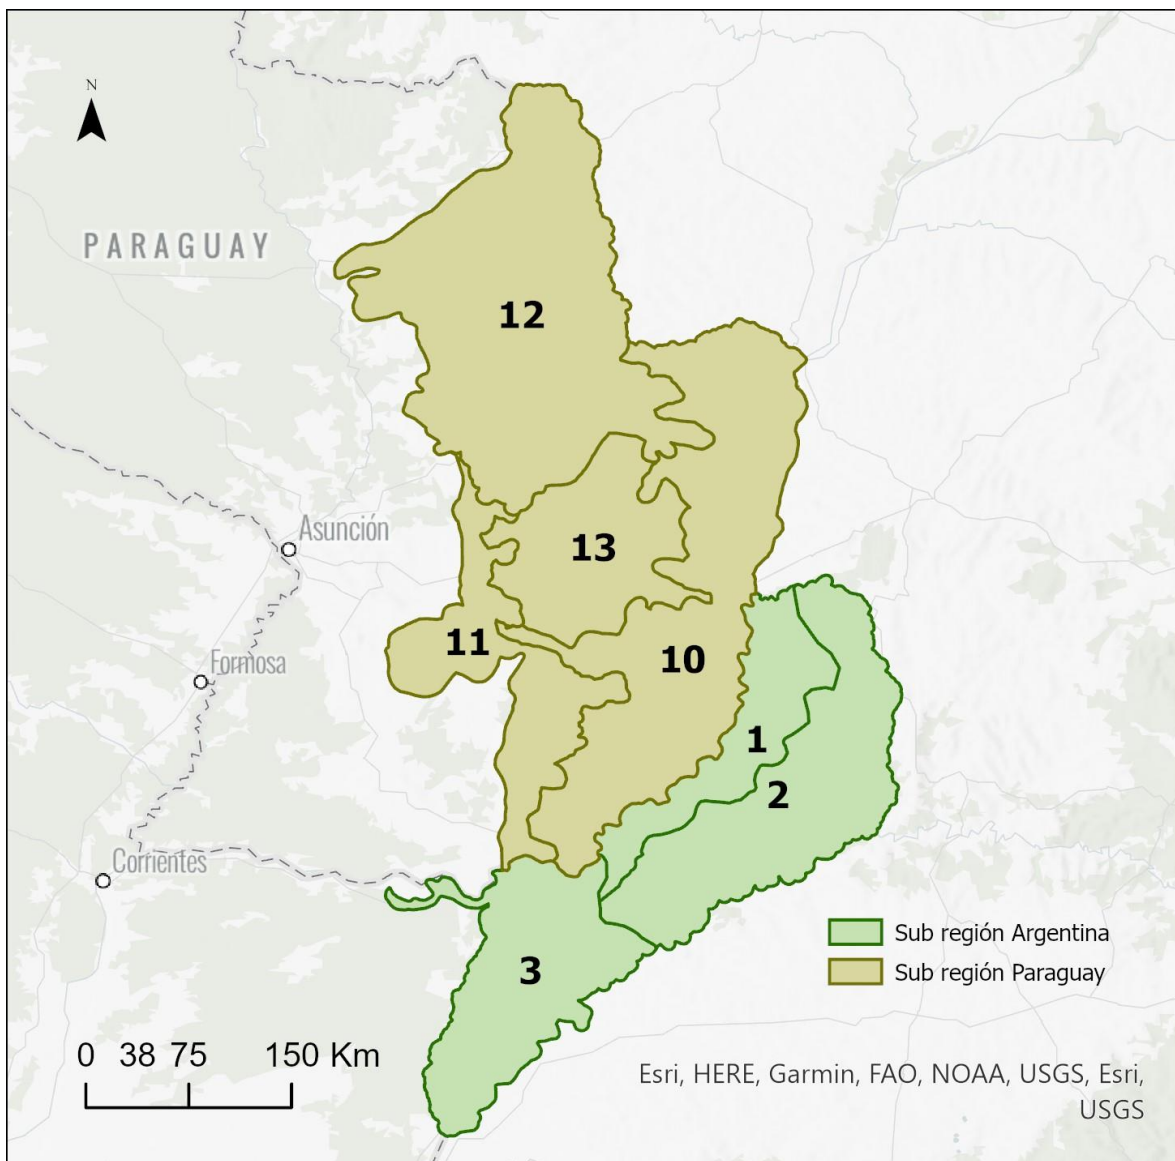 N
PARAGUAY
12
Asunción
13
11
10
Formosa
1
2
Corrientes
3
Sub región Argentina
Sub región Paraguay
0 38 75 150 Km
Esri, HERE, Garmin, FAO, NOAA, USGS, Esri,
USGS